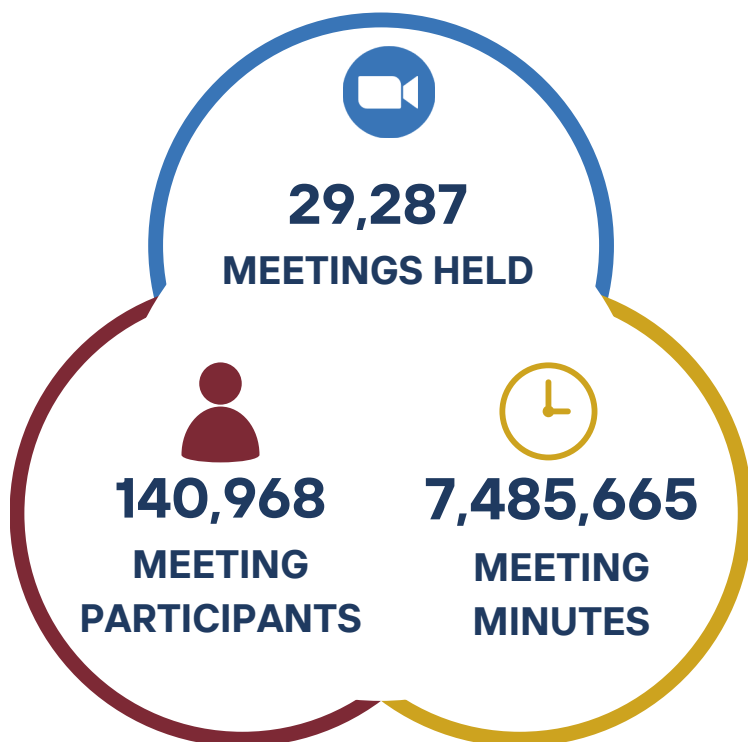 29,287
MEETINGS HELD
140,968
MEETING
PARTICIPANTS
7,485,665
MEETING
MINUTES